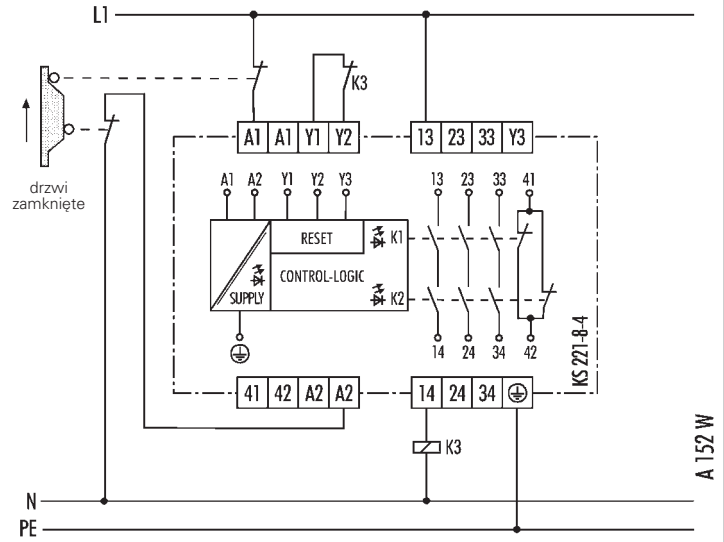 L1
K3
A1 A1 Y1 Y2 13 23 33 Y3
drzwi
zamknięte
A1 A2 Y1 Y2 Y3 13 23 33 41
RESET K1
CONTROL-LOGIC
SUPPLY K2
14 24 34 42
KS 221-8-4
41 42 A2 A2 14 24 34
K3
A 152 W
N
PE